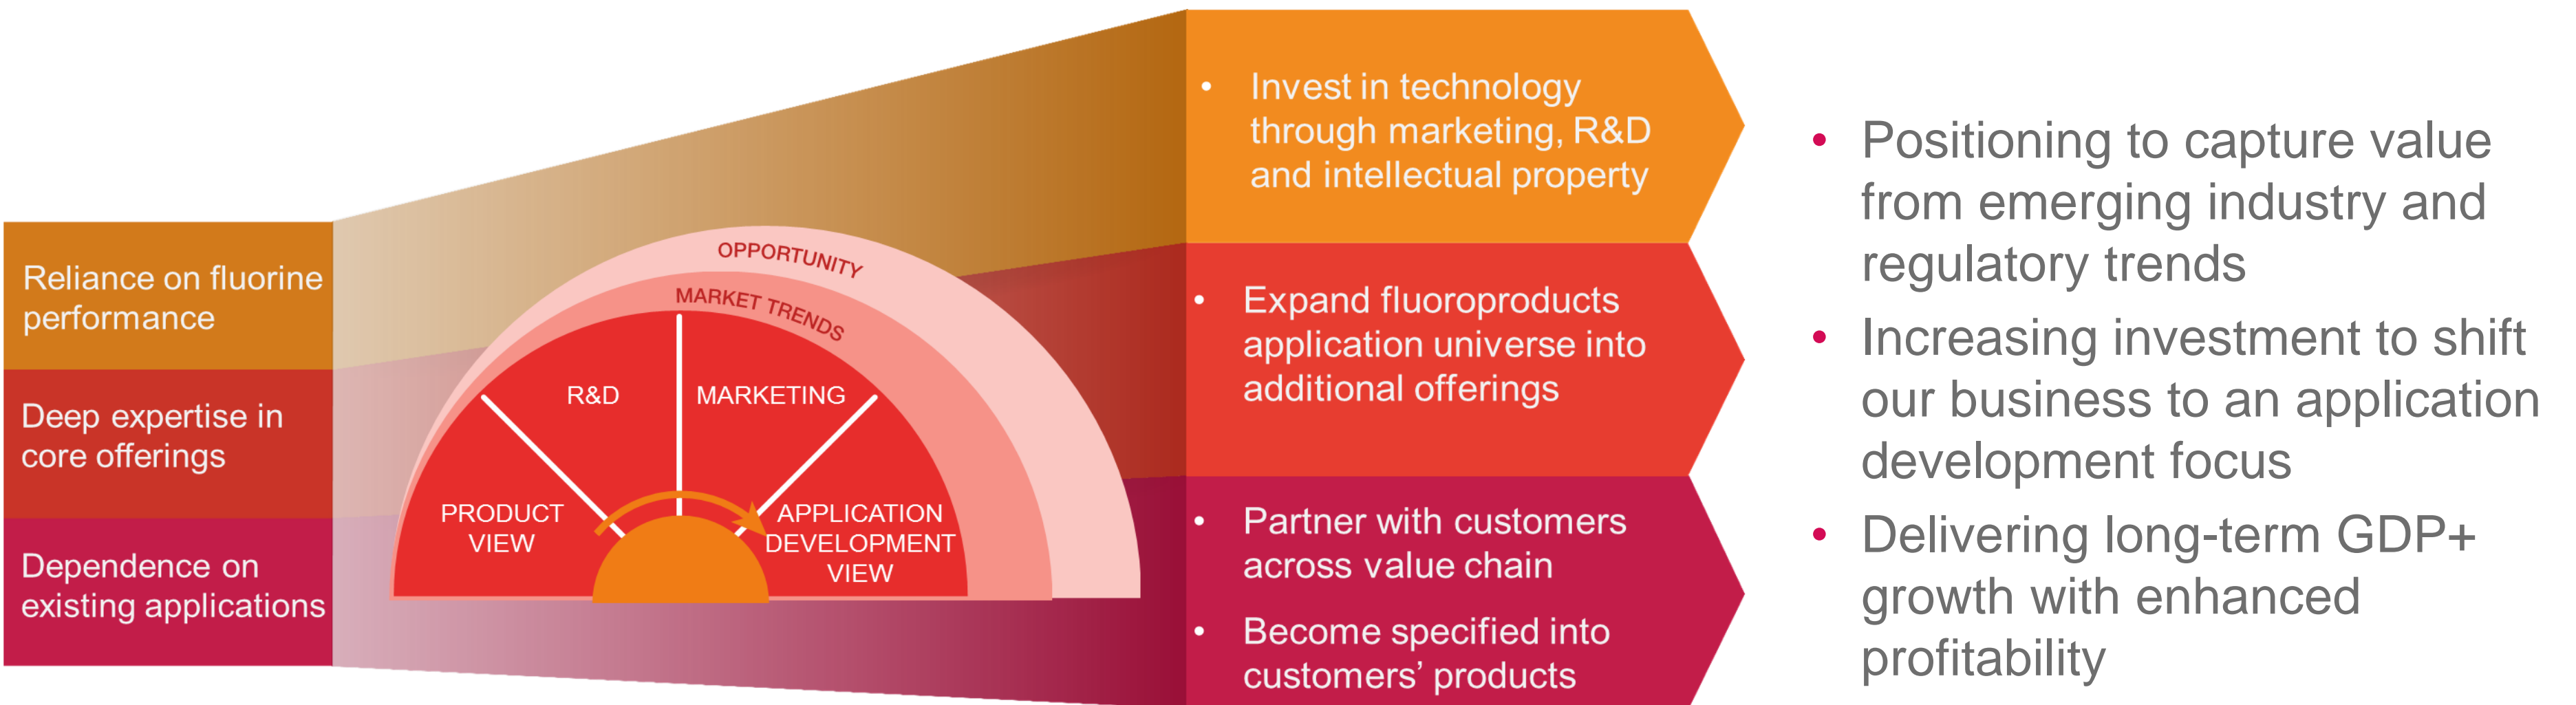 Reliance on fluorine
performance
Deep expertise in
core offerings
Dependence on
existing applications
OPPORTUNITY
MARKET TRENDS
R&D
MARKETING
PRODUCT
VIEW
APPLICATION
DEVELOPMENT
VIEW
• Invest in technology
through marketing, R&D
and intellectual property
• Expand fluoroproducts
application universe into
additional offerings
• Partner with customers
across value chain
• Become specified into
customers’ products
• Positioning to capture value
from emerging industry and
regulatory trends
• Increasing investment to shift
our business to an application
development focus
• Delivering long-term GDP+
growth with enhanced
profitability